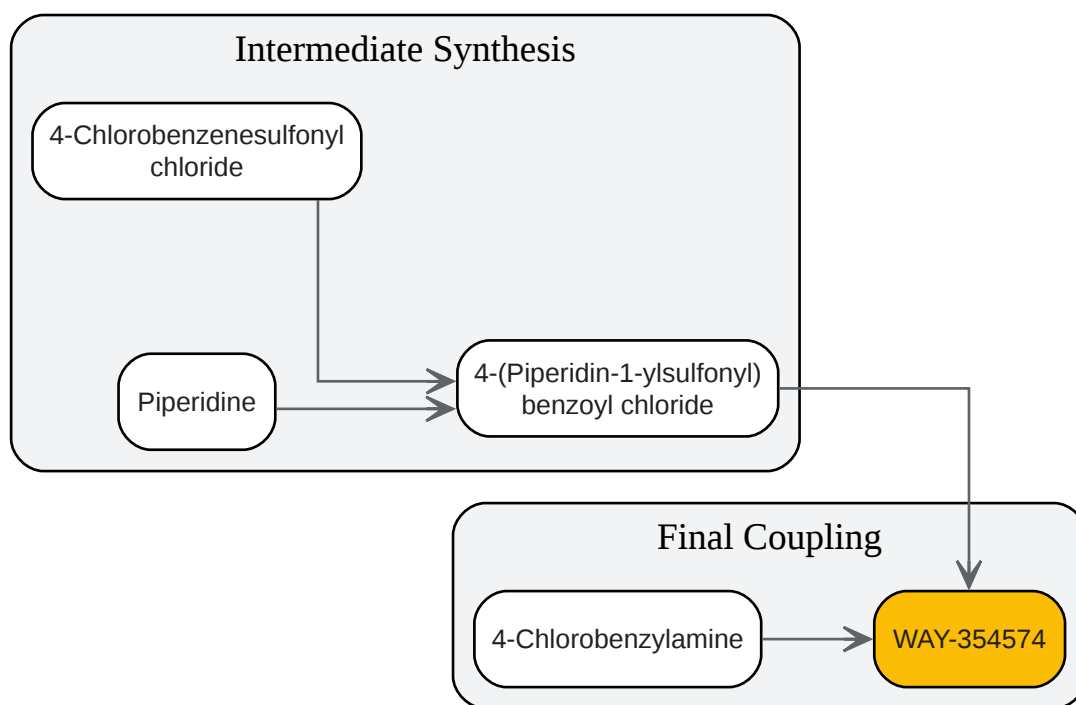 Intermediate Synthesis
4-Chlorobenzenesulfonyl
chloride
Piperidine
4-(Piperidin-1-ylsulfonyl)
benzoyl chloride
Final Coupling
4-Chlorobenzylamine
WAY-354574